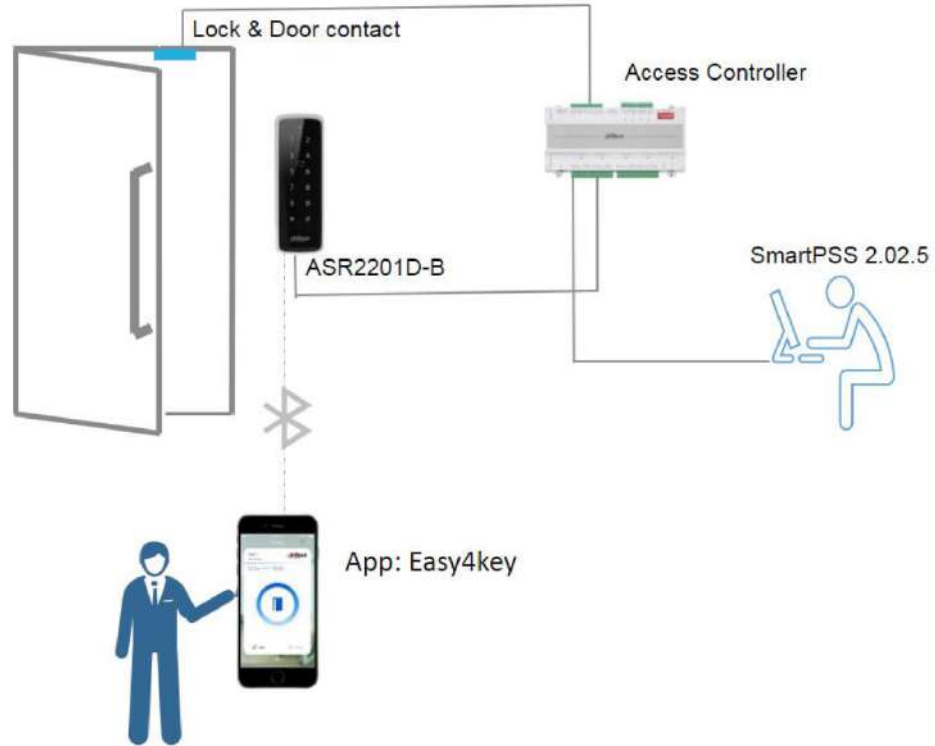 Lock & Door contact
Access Controller
ASR2201D-B
SmartPSS 2.02.5
App: Easy4key